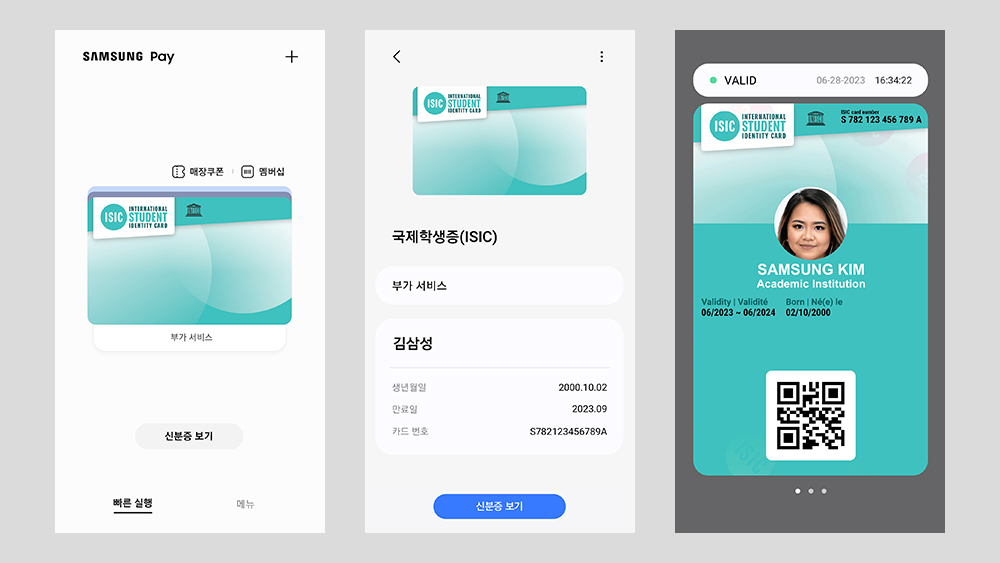 SAMSUNG Pay
매장쿠폰
멤버십
ISIC
INTERNATIONAL
STUDENT
IDENTITY CARD
부가 서비스
신분증 보기
빠른 실행
메뉴
ISIC
INTERNATIONAL
STUDENT
IDENTITY CARD
국제학생증(ISIC)
부가 서비스
김삼성
생년월일 2000.10.02
만료일 2023.09
카드 번호 S782123456789A
신분증 보기
VALID 06-28-2023 16:34:22
ISIC
INTERNATIONAL
STUDENT
IDENTITY CARD
ISIC card number
S 782 123 456 789 A
SAMSUNG KIM
Academic Institution
Validity | Validité Born | Né(e) le
06/2023 ~ 06/2024 02/10/2000
ISIC